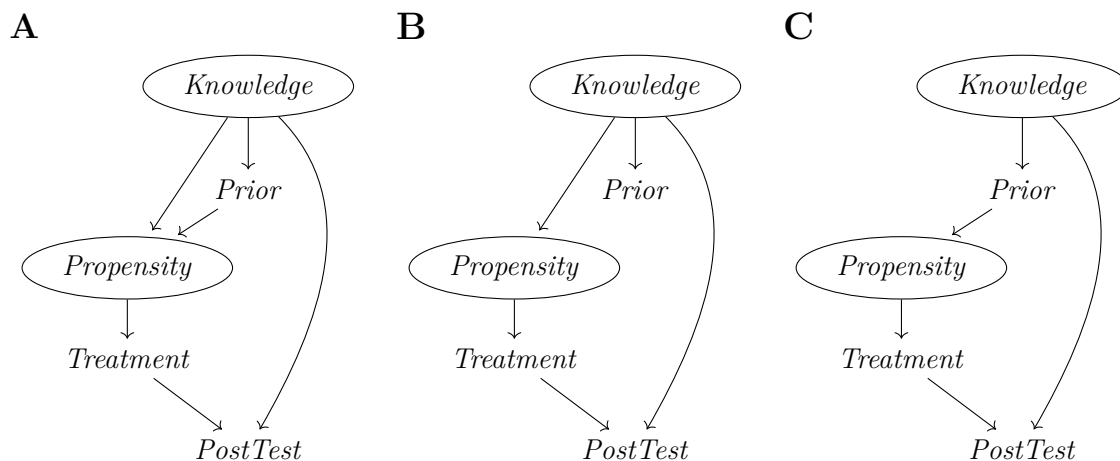 A B C
Knowledge Knowledge Knowledge
Prior Prior Prior
Propensity Propensity Propensity
Treatment Treatment Treatment
PostTest PostTest PostTest